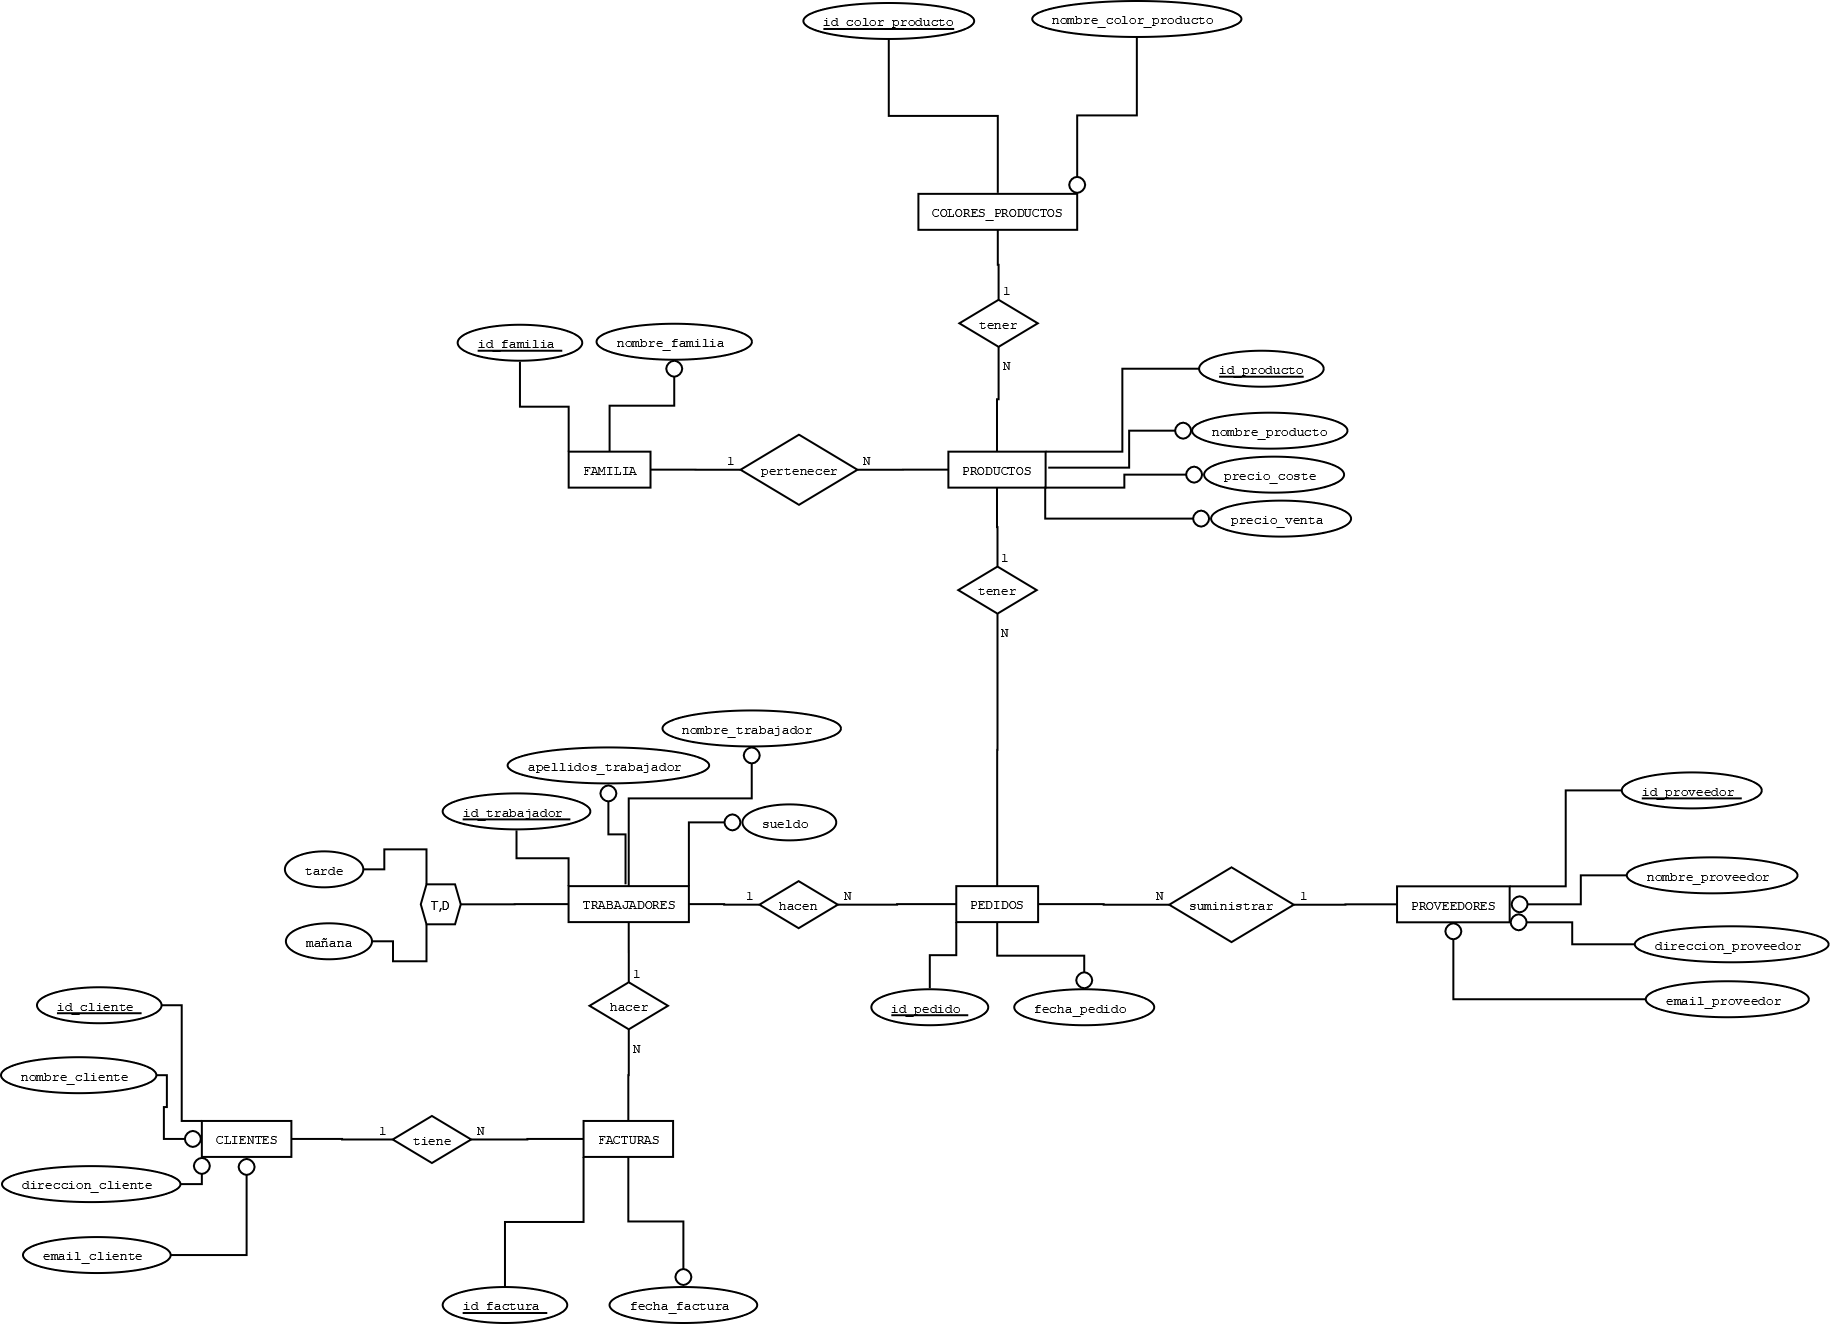 id_color_producto
nombre_color_producto
COLORES_PRODUCTOS
1
tener
N
id_familia
nombre_familia
id_producto
nombre_producto
FAMILIA
1
pertenecer
N
PRODUCTOS
precio_coste
precio_venta
1
tener
N
nombre_trabajador
apellidos_trabajador
id_trabajador
sueldo
id_proveedor
tarde
nombre_proveedor
T,D
TRABAJADORES
1
hacen
N
PEDIDOS
N
suministrar
1
PROVEEDORES
mañana
direccion_proveedor
1
hacer
N
id_pedido
fecha_pedido
email_proveedor
id_cliente
nombre_cliente
CLIENTES
1
tiene
N
FACTURAS
direccion_cliente
email_cliente
id_factura
fecha_factura